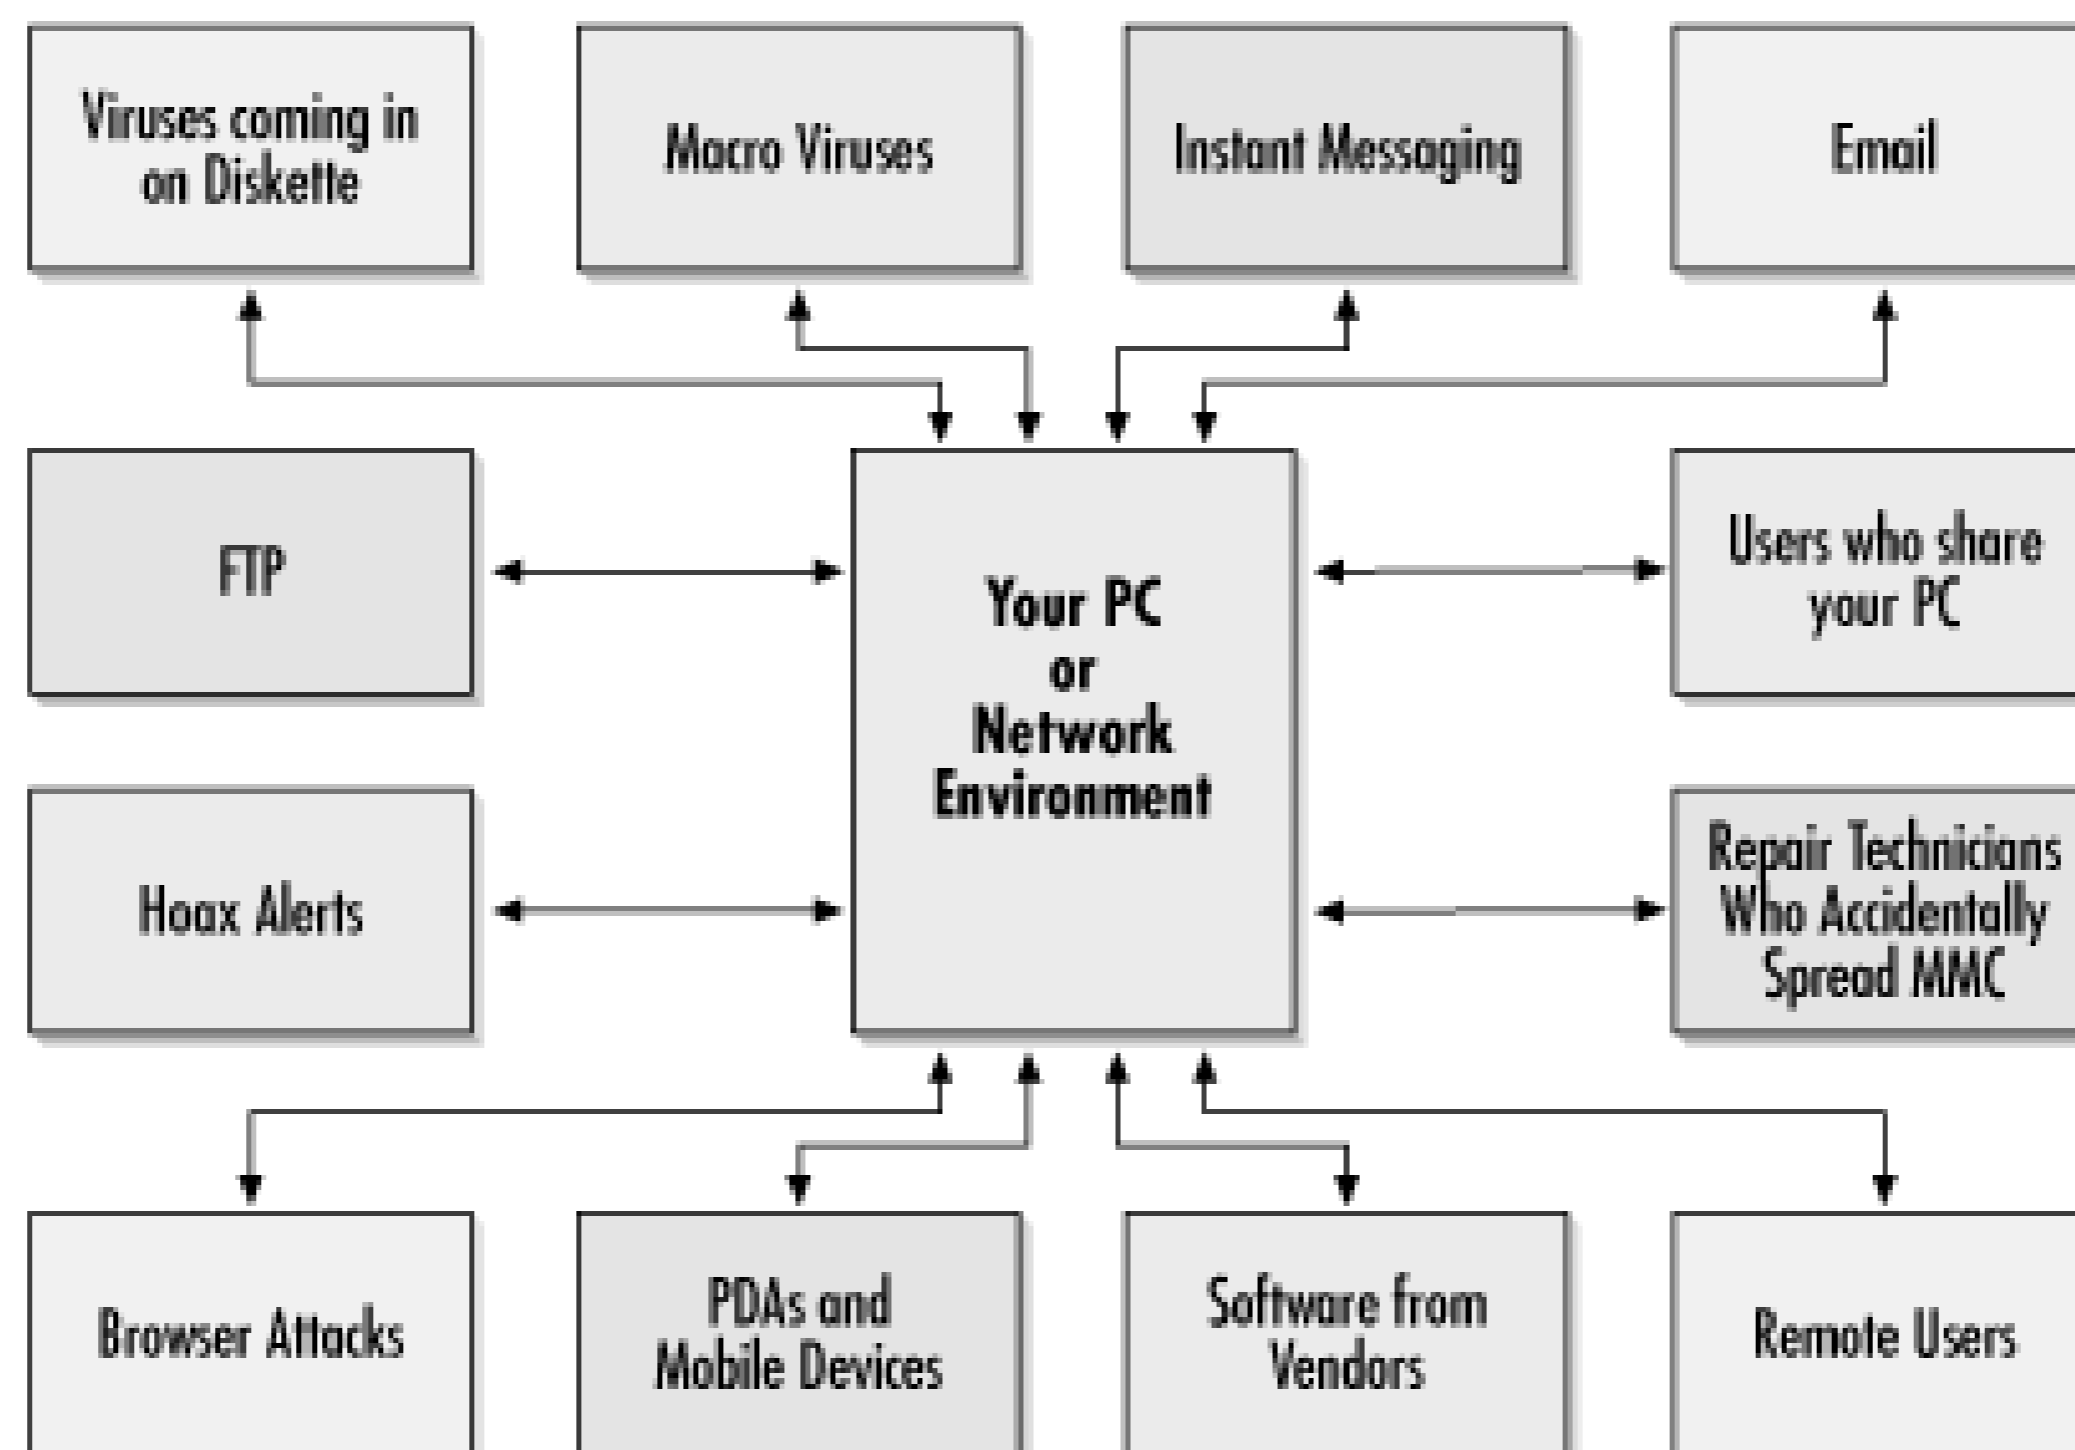 Viruses coming in
on Diskette
Macro Viruses
Instant Messaging
Email
FTP
Your PC
or
Network
Environment
Users who share
your PC
Hoax Alerts
Repair Technicians
Who Accidentally
Spread MMC
Browser Attacks
PDAs and
Mobile Devices
Software from
Vendors
Remote Users